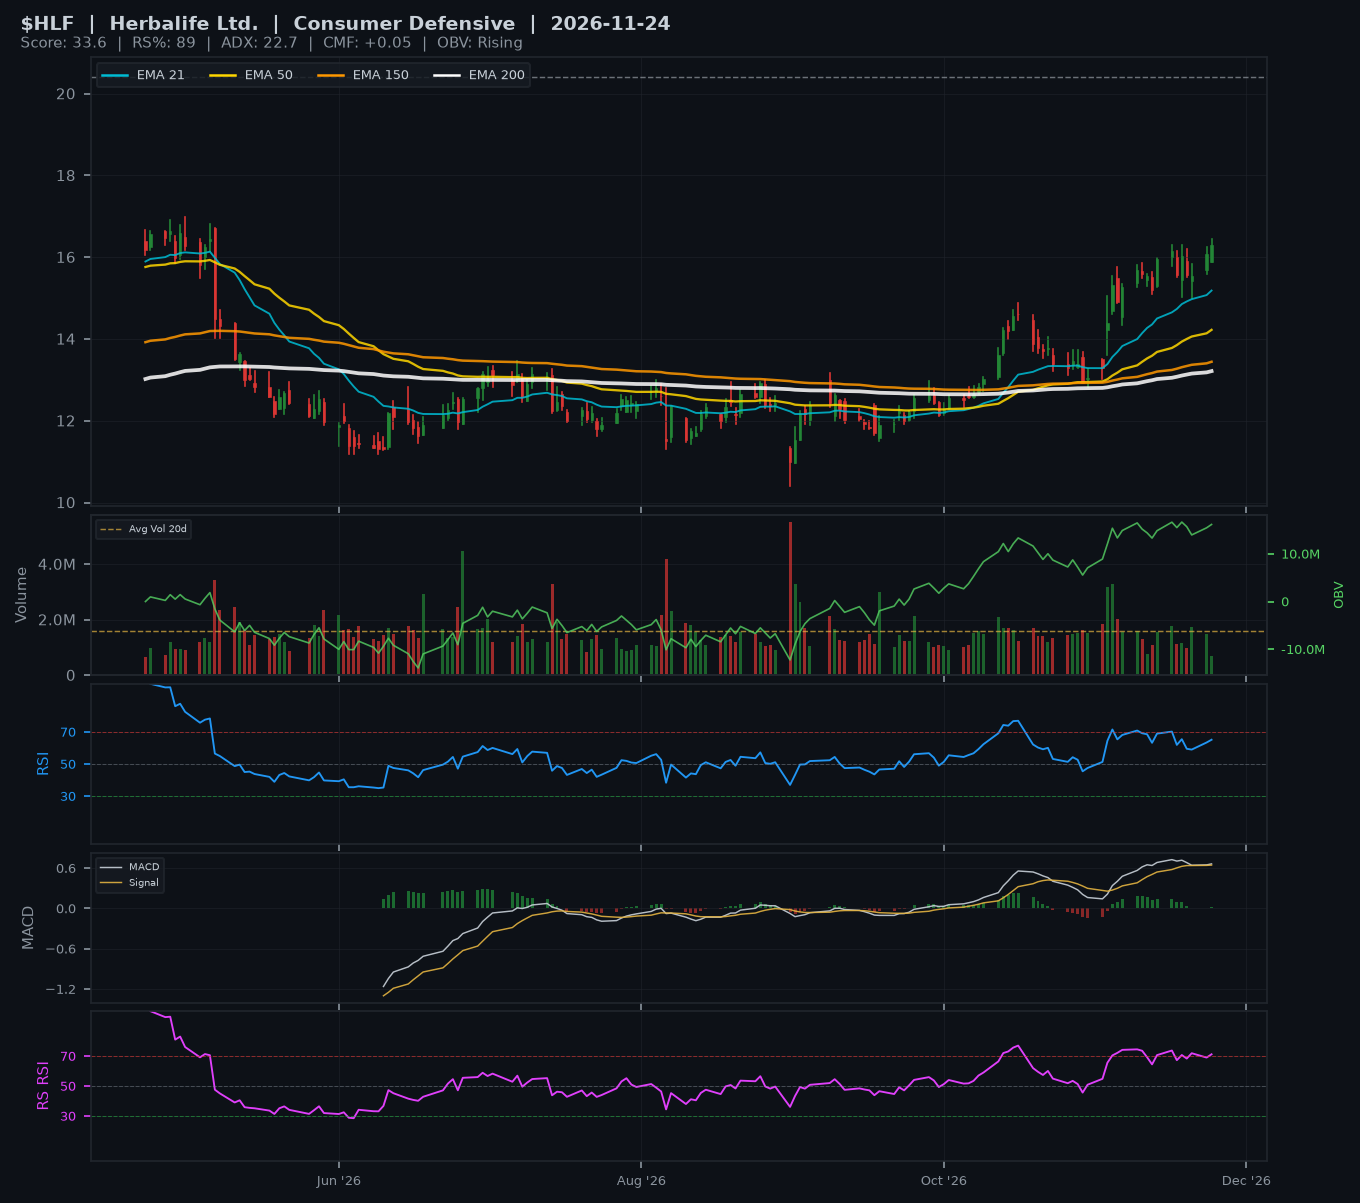 $HLF | Herbalife Ltd. | Consumer Defensive | 2026-11-24
Score: 33.6 | RS%: 89 | ADX: 22.7 | CMF: +0.05 | OBV: Rising
EMA 21 EMA 50 EMA 150 EMA 200
20
18
16
14
12
10
Avg Vol 20d
Volume
4.0M
2.0M
0
10.0M
0
-10.0M
OBV
RSI
70
50
30
MACD
Signal
MACD
0.6
0.0
−0.6
−1.2
RS RSI
70
50
30
Jun '26 Aug '26 Oct '26 Dec '26